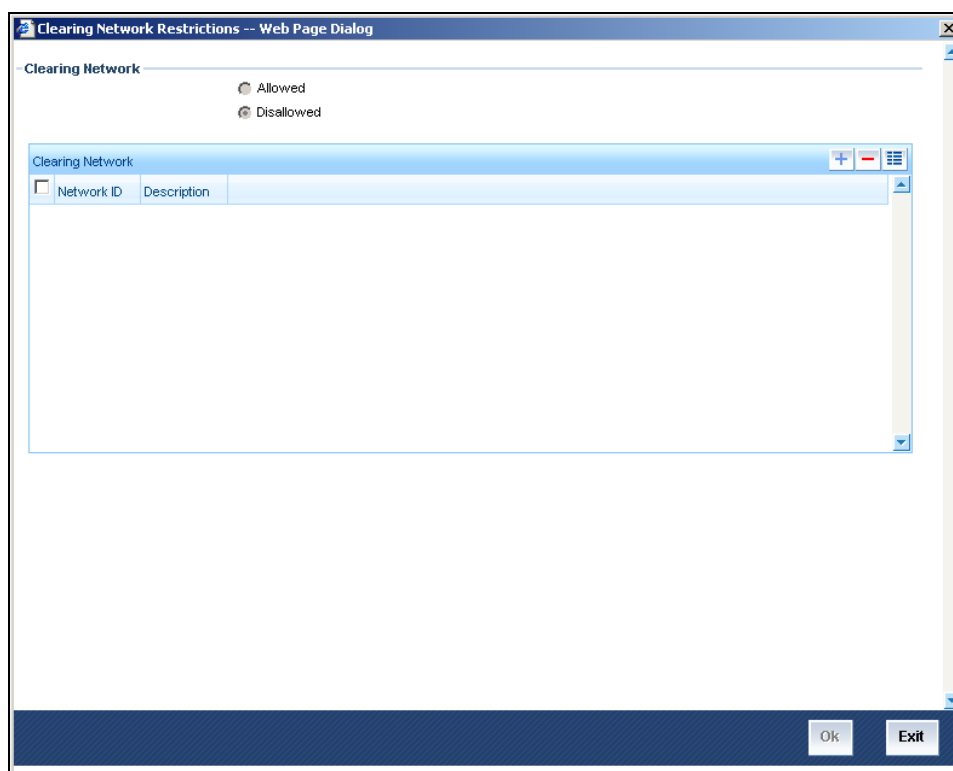 Clearing Network Restrictions -- Web Page Dialog
Clearing Network
Allowed
Disallowed
Clearing Network
Network ID Description
Ok Exit